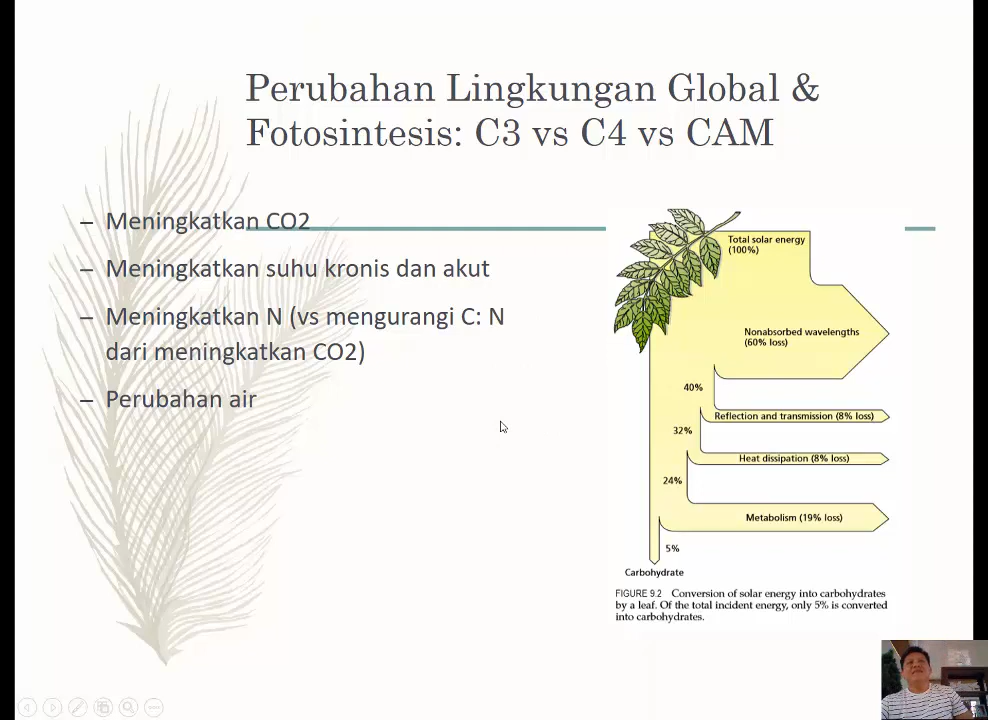 Perubahan Lingkungan Global &
Fotosintesis: C3 vs C4 vs CAM
– Meningkatkan CO2
– Meningkatkan suhu kronis dan akut
– Meningkatkan N (vs mengurangi C: N
dari meningkatkan CO2)
– Perubahan air
Total solar energy
(100%)
Nonabsorbed wavelengths
(60% loss)
40%
Reflection and transmission (8% loss)
32%
Heat dissipation (8% loss)
24%
Metabolism (19% loss)
5%
Carbohydrate
FIGURE 9.2 Conversion of solar energy into carbohydrates
by a leaf. Of the total incident energy, only 5% is converted
into carbohydrates.